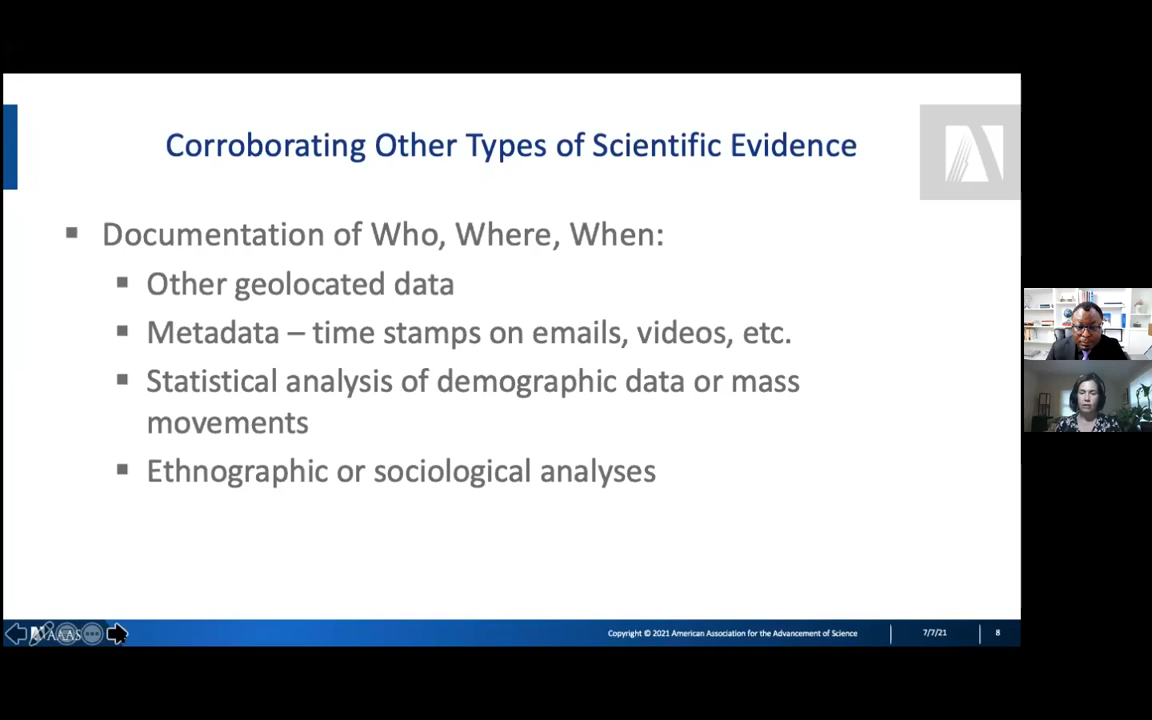 Corroborating Other Types of Scientific Evidence
▪ Documentation of Who, Where, When:
▪ Other geolocated data
▪ Metadata – time stamps on emails, videos, etc.
▪ Statistical analysis of demographic data or mass
movements
▪ Ethnographic or sociological analyses
AAAS
Copyright © 2021 American Association for the Advancement of Science
7/7/21
8